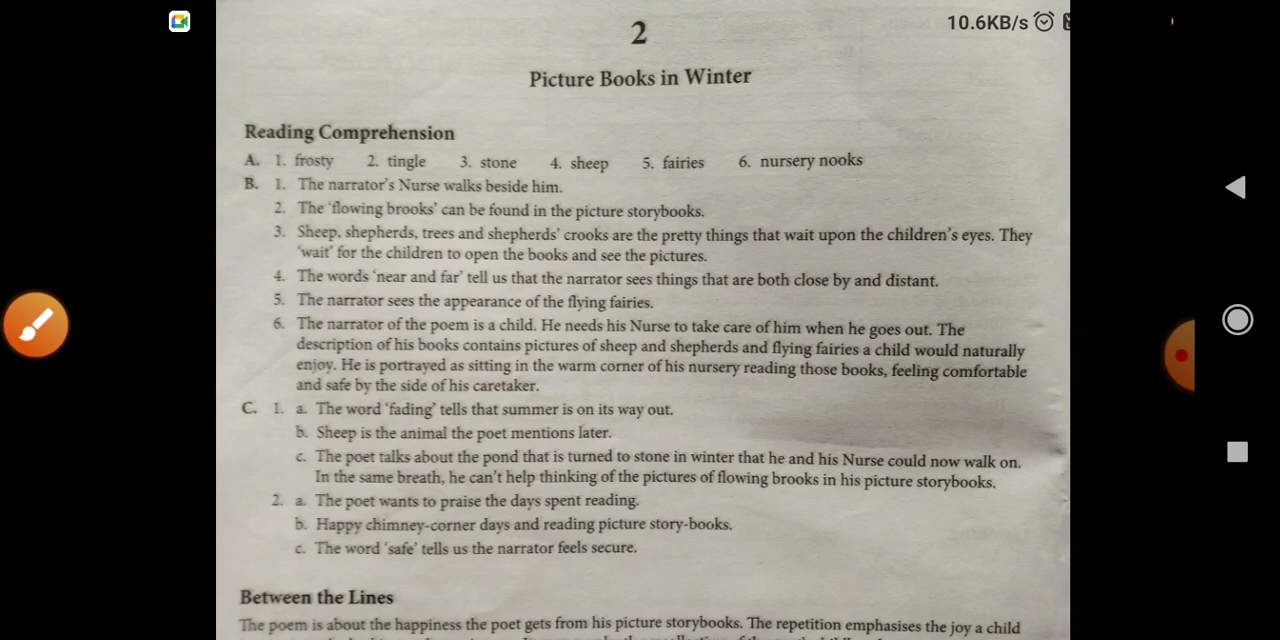 10.6KB/s
2
Picture Books in Winter
Reading Comprehension
A. 1. frosty 2. tingle 3. stone 4. sheep 5. fairies 6. nursery nooks
B. 1. The narrator's Nurse walks beside him.
2. The 'flowing brooks' can be found in the picture storybooks.
3. Sheep, shepherds, trees and shepherds' crooks are the pretty things that wait upon the children's eyes. They
'wait' for the children to open the books and see the pictures.
4. The words 'near and far' tell us that the narrator sees things that are both close by and distant.
5. The narrator sees the appearance of the flying fairies.
6. The narrator of the poem is a child. He needs his Nurse to take care of him when he goes out. The
description of his books contains pictures of sheep and shepherds and flying fairies a child would naturally
enjoy. He is portrayed as sitting in the warm corner of his nursery reading those books, feeling comfortable
and safe by the side of his caretaker.
C. 1. a. The word 'fading' tells that summer is on its way out.
b. Sheep is the animal the poet mentions later.
c. The poet talks about the pond that is turned to stone in winter that he and his Nurse could now walk on.
In the same breath, he can't help thinking of the pictures of flowing brooks in his picture storybooks.
2. a. The poet wants to praise the days spent reading.
b. Happy chimney-corner days and reading picture story-books.
c. The word 'safe' tells us the narrator feels secure.
Between the Lines
The poem is about the happiness the poet gets from his picture storybooks. The repetition emphasises the joy a child